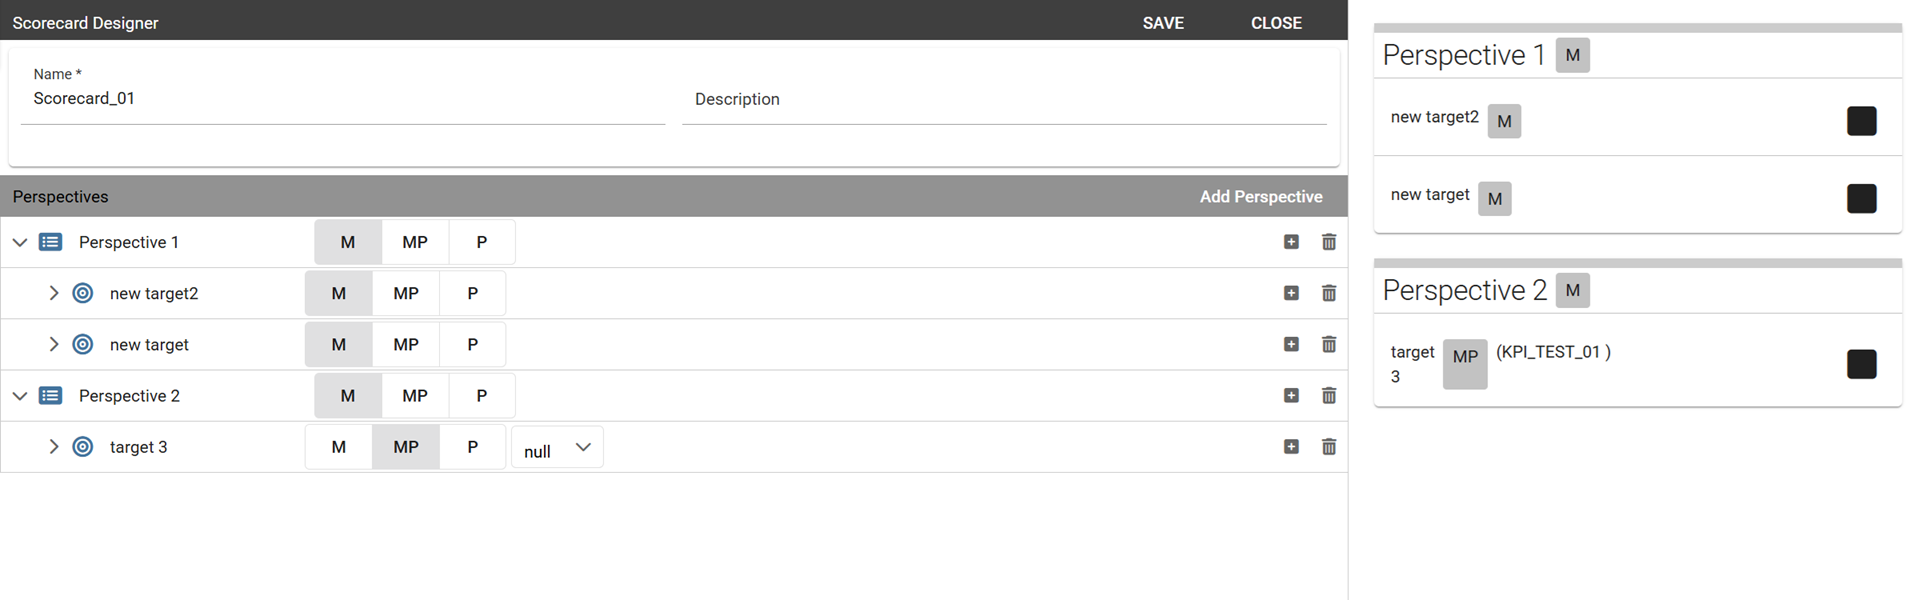 Scorecard Designer SAVE CLOSE
Name *
Scorecard_01
Description
Perspectives Add Perspective
Perspective 1 M MP P
new target2 M MP P
new target M MP P
Perspective 2 M MP P
target 3 M MP P null
Perspective 1 M
new target2 M
new target M
Perspective 2 M
target MP (KPI_TEST_01 )
3